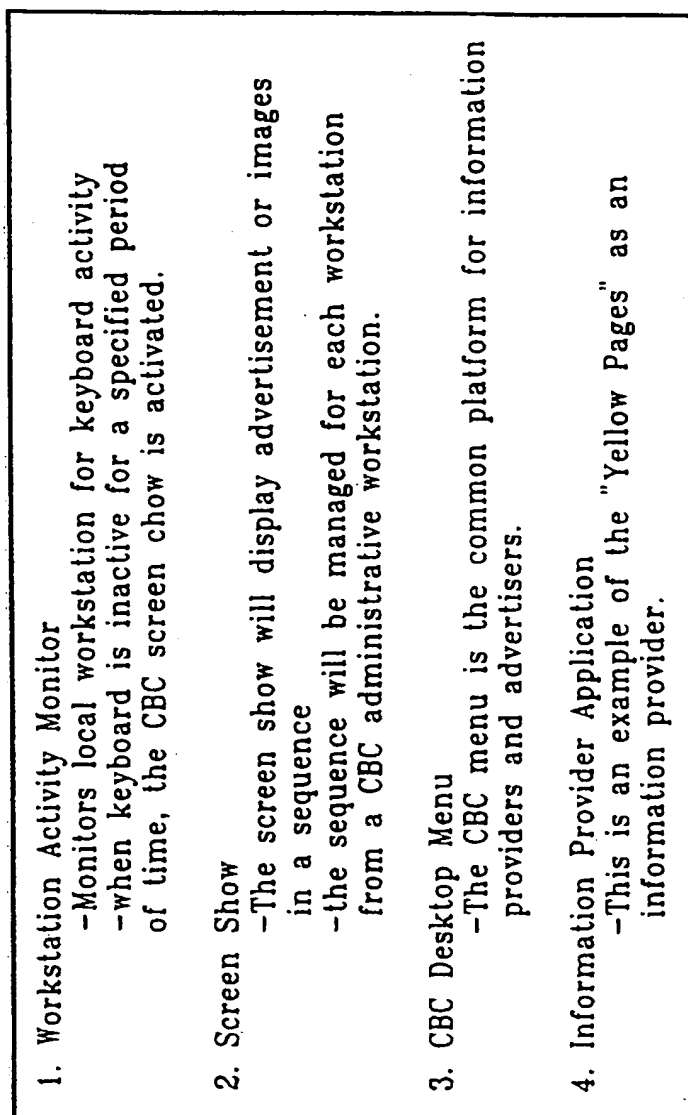 1. Workstation Activity Monitor
-Monitors local workstation for keyboard activity
-when keyboard is inactive for a specified period
of time, the CBC screen chow is activated.
2. Screen Show
-The screen show will display advertisement or images
in a sequence
-the sequence will be managed for each workstation
from a CBC administrative workstation.
3. CBC Desktop Menu
-The CBC menu is the common platform for information
providers and advertisers.
4. Information Provider Application
-This is an example of the "Yellow Pages" as an
information provider.